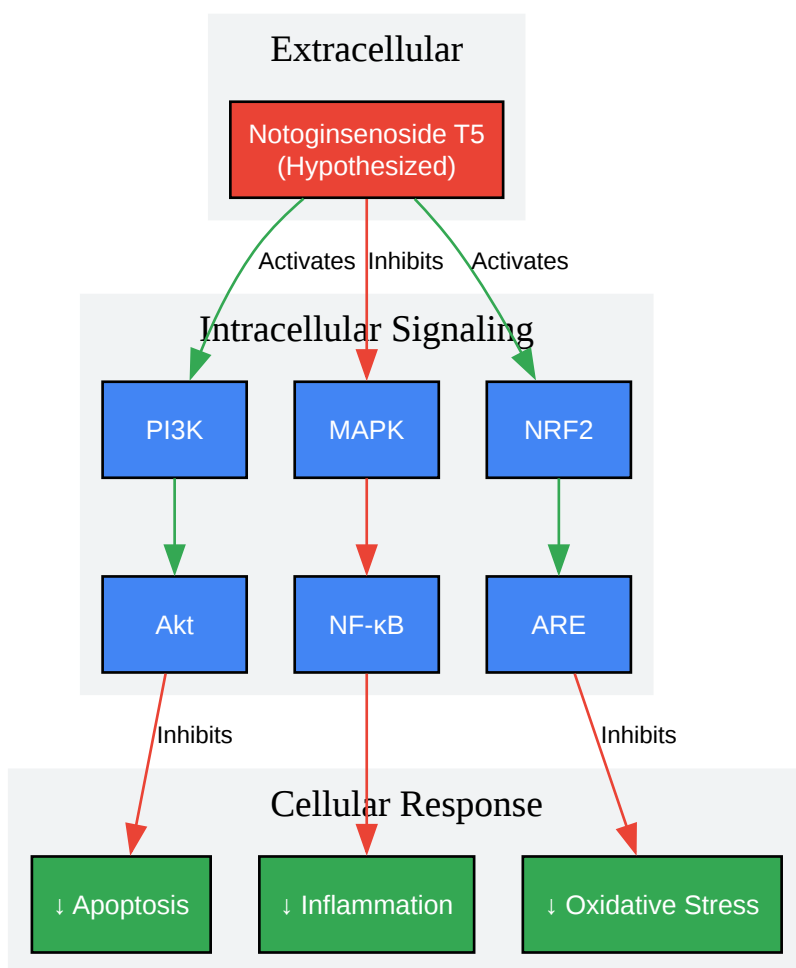 Extracellular
Notoginsenoside T5
(Hypothesized)
Activates
Inhibits
Activates
Intracellular Signaling
PI3K
MAPK
NRF2
Akt
NF-κB
ARE
Inhibits
Inhibits
Cellular Response
↓ Apoptosis
↓ Inflammation
↓ Oxidative Stress